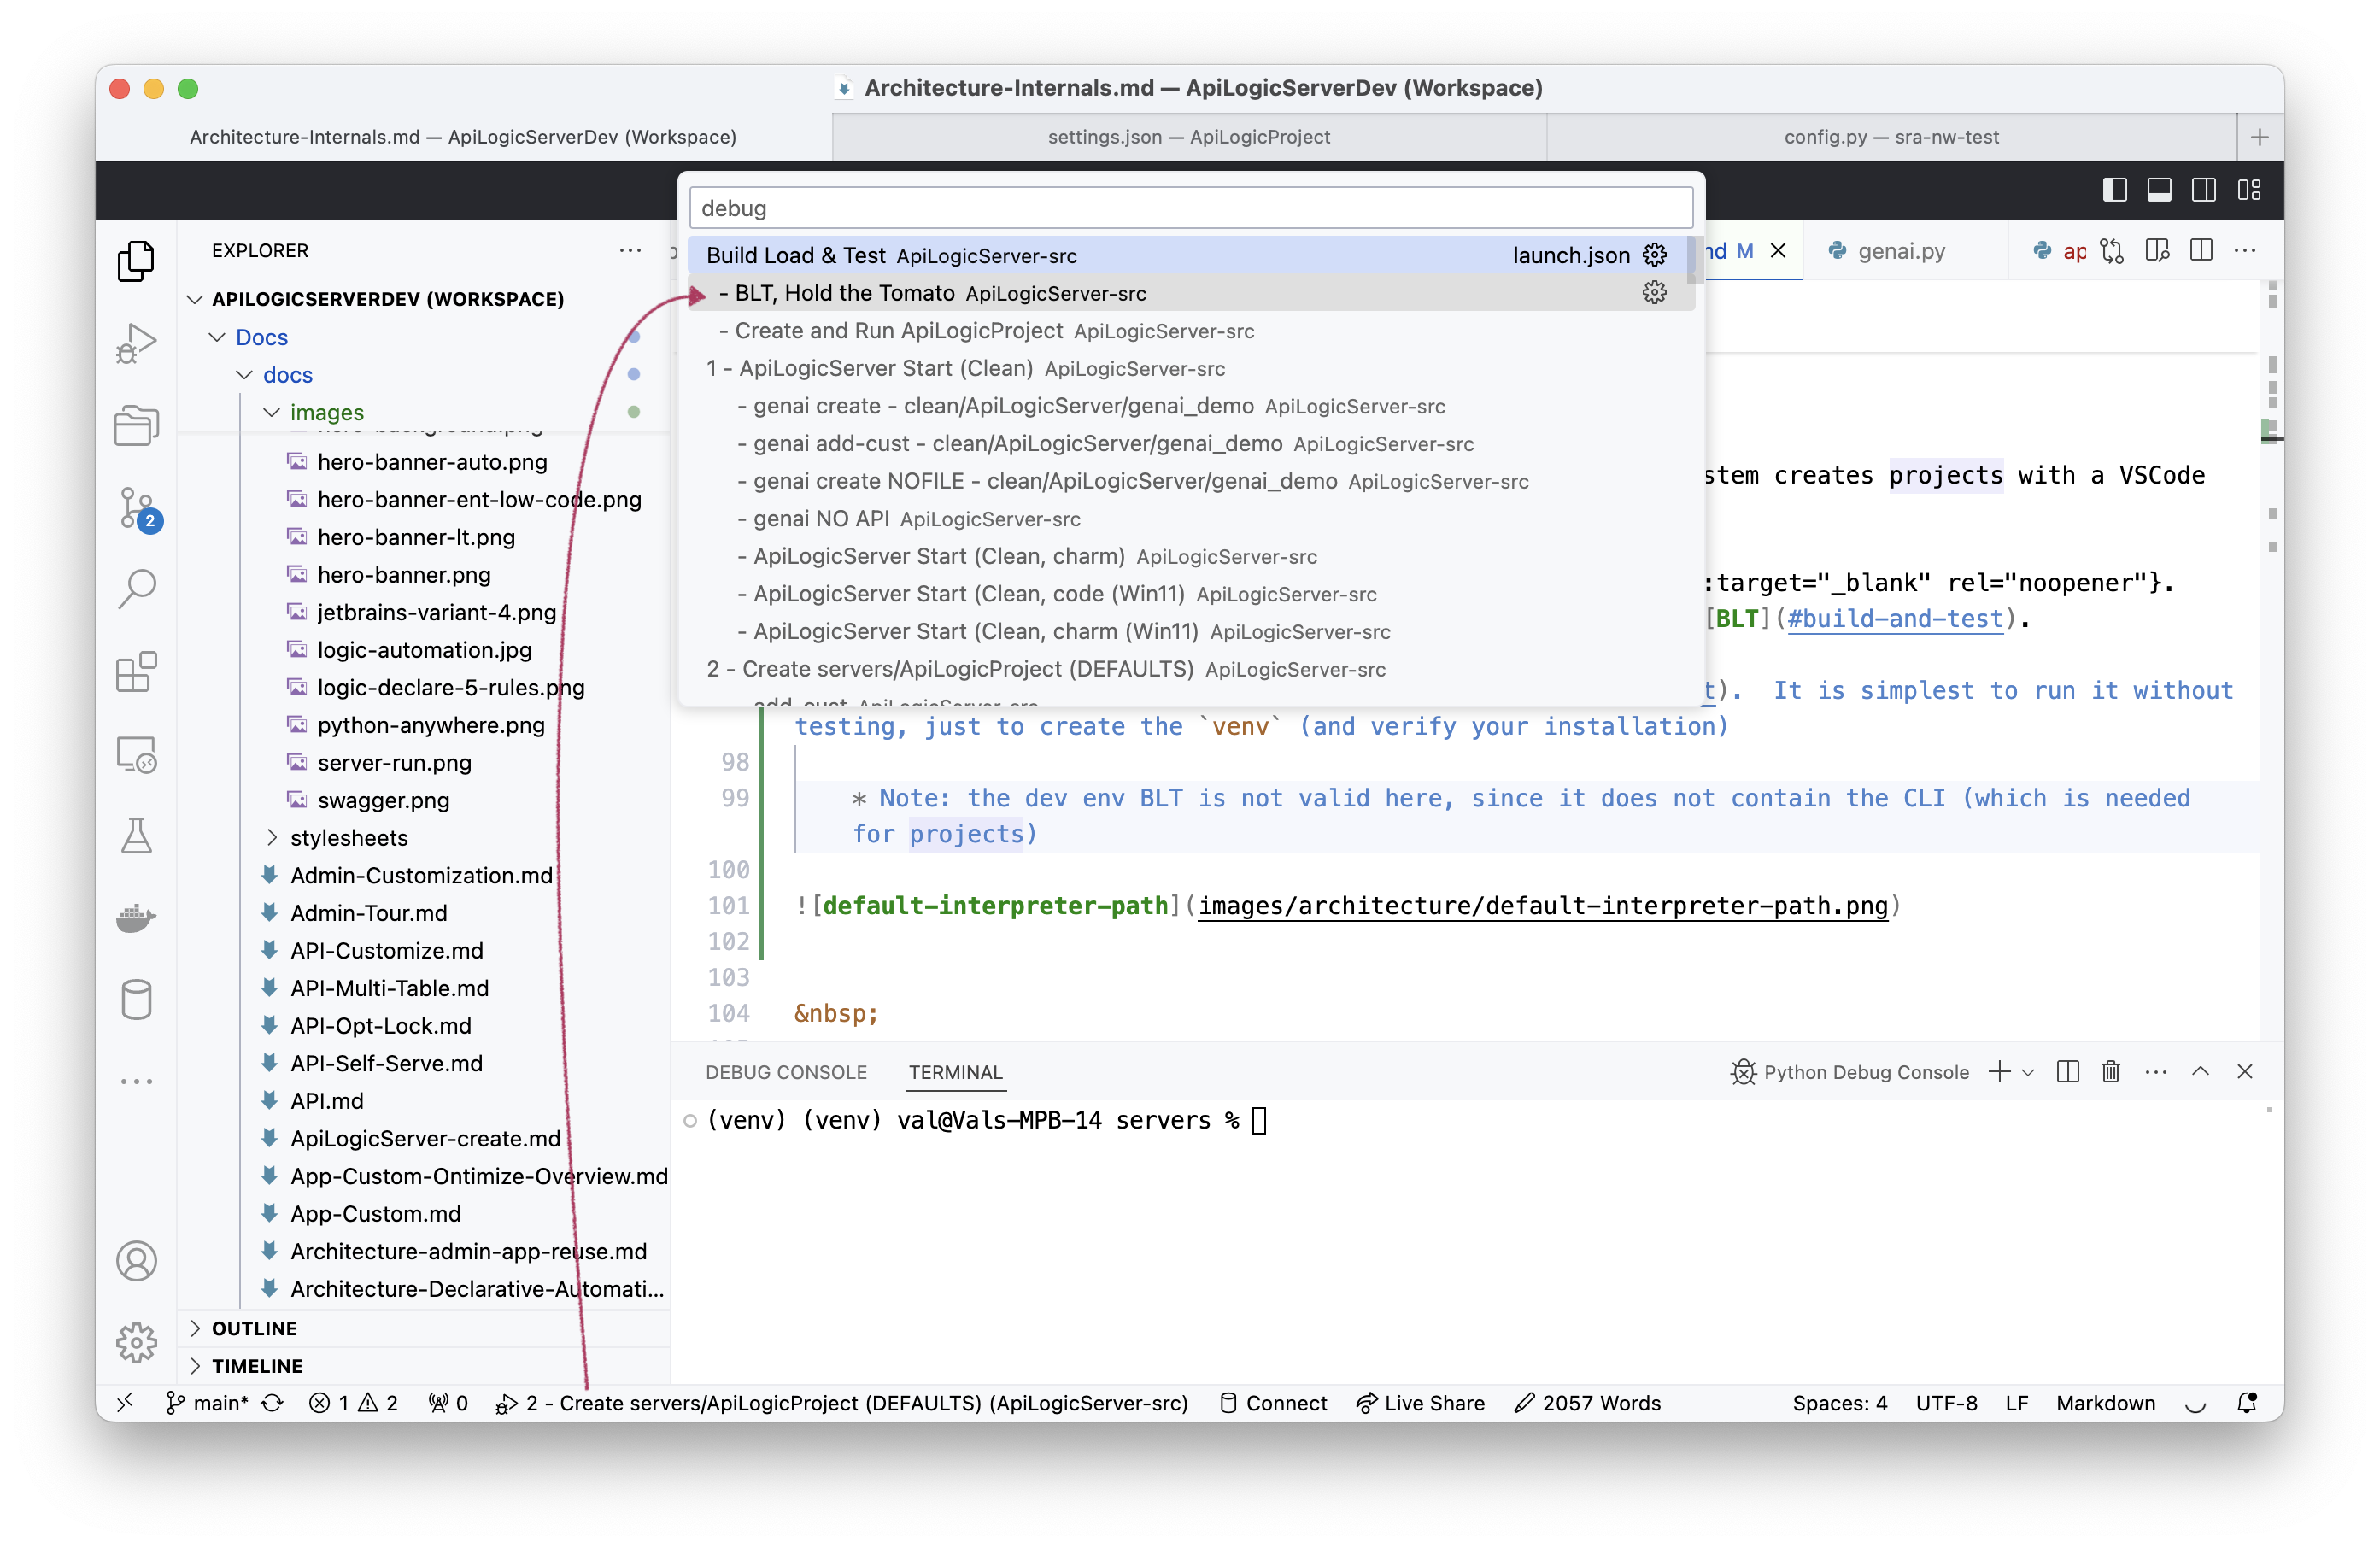 Architecture-Internals.md — ApiLogicServerDev (Workspace)
Architecture-Internals.md — ApiLogicServerDev (Workspace)
settings.json — ApiLogicProject
config.py — sra-nw-test
debug
Build Load & Test ApiLogicServer-src launch.json
- BLT, Hold the Tomato ApiLogicServer-src
- Create and Run ApiLogicProject ApiLogicServer-src
1 - ApiLogicServer Start (Clean) ApiLogicServer-src
- genai create - clean/ApiLogicServer/genai_demo ApiLogicServer-src
- genai add-cust - clean/ApiLogicServer/genai_demo ApiLogicServer-src
- genai create NOFILE - clean/ApiLogicServer/genai_demo ApiLogicServer-src
- genai NO API ApiLogicServer-src
- ApiLogicServer Start (Clean, charm) ApiLogicServer-src
- ApiLogicServer Start (Clean, code (Win11) ApiLogicServer-src
- ApiLogicServer Start (Clean, charm (Win11) ApiLogicServer-src
2 - Create servers/ApiLogicProject (DEFAULTS) ApiLogicServer-src
EXPLORER
APILOGICSERVERDEV (WORKSPACE)
Docs
docs
images
hero-banner-auto.png
hero-banner-ent-low-code.png
hero-banner-lt.png
hero-banner.png
jetbrains-variant-4.png
logic-automation.jpg
logic-declare-5-rules.png
python-anywhere.png
server-run.png
swagger.png
stylesheets
Admin-Customization.md
Admin-Tour.md
API-Customize.md
API-Multi-Table.md
API-Opt-Lock.md
API-Self-Serve.md
API.md
ApiLogicServer-create.md
App-Custom-Ontimize-Overview.md
App-Custom.md
Architecture-admin-app-reuse.md
Architecture-Declarative-Automati...
OUTLINE
TIMELINE
2
M
genai.py
ap
stem creates projects with a VSCode
:target="_blank" rel="noopener"}.
[BLT](#build-and-test).
t). It is simplest to run it without
testing, just to create the `venv` (and verify your installation)
98
99 * Note: the dev env BLT is not valid here, since it does not contain the CLI (which is needed
for projects)
100
101 ![default-interpreter-path](images/architecture/default-interpreter-path.png)
102
103
104 &nbsp;
DEBUG CONSOLE
TERMINAL
Python Debug Console
(venv) (venv) val@Vals-MPB-14 servers %
main* 1 2 0 2 - Create servers/ApiLogicProject (DEFAULTS) (ApiLogicServer-src) Connect Live Share 2057 Words Spaces: 4 UTF-8 LF Markdown